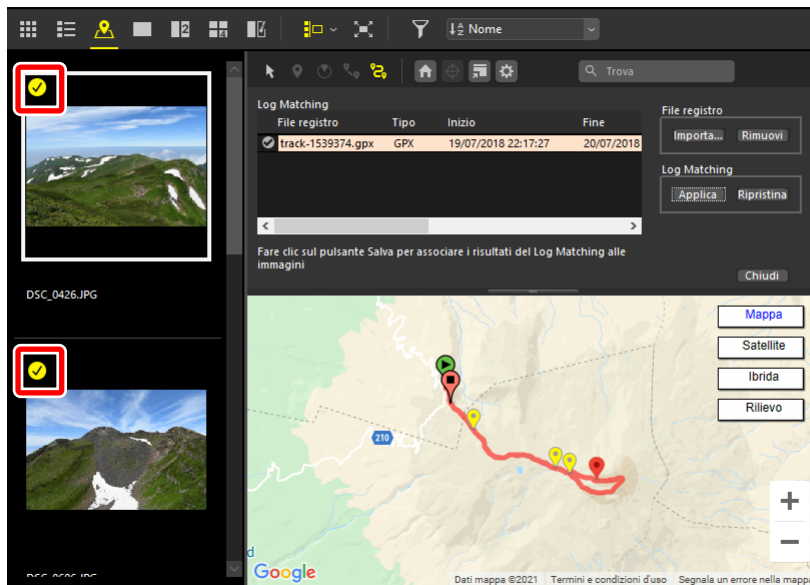 2
4
Nome
Trova
Log Matching
File registro Tipo Inizio Fine
track-1539374.gpx GPX 19/07/2018 22:17:27 20/07/2018
File registro
Importa... Rimuovi
Log Matching
Applica Ripristina
Fare clic sul pulsante Salva per associare i risultati del Log Matching alle
immagini
Chiudi
DSC_0426.JPG
Mappa
Satellite
Ibrida
Rilievo
210
Google
Dati mappa ©2021 Termini e condizioni d'uso Segnala un errore nella mappa